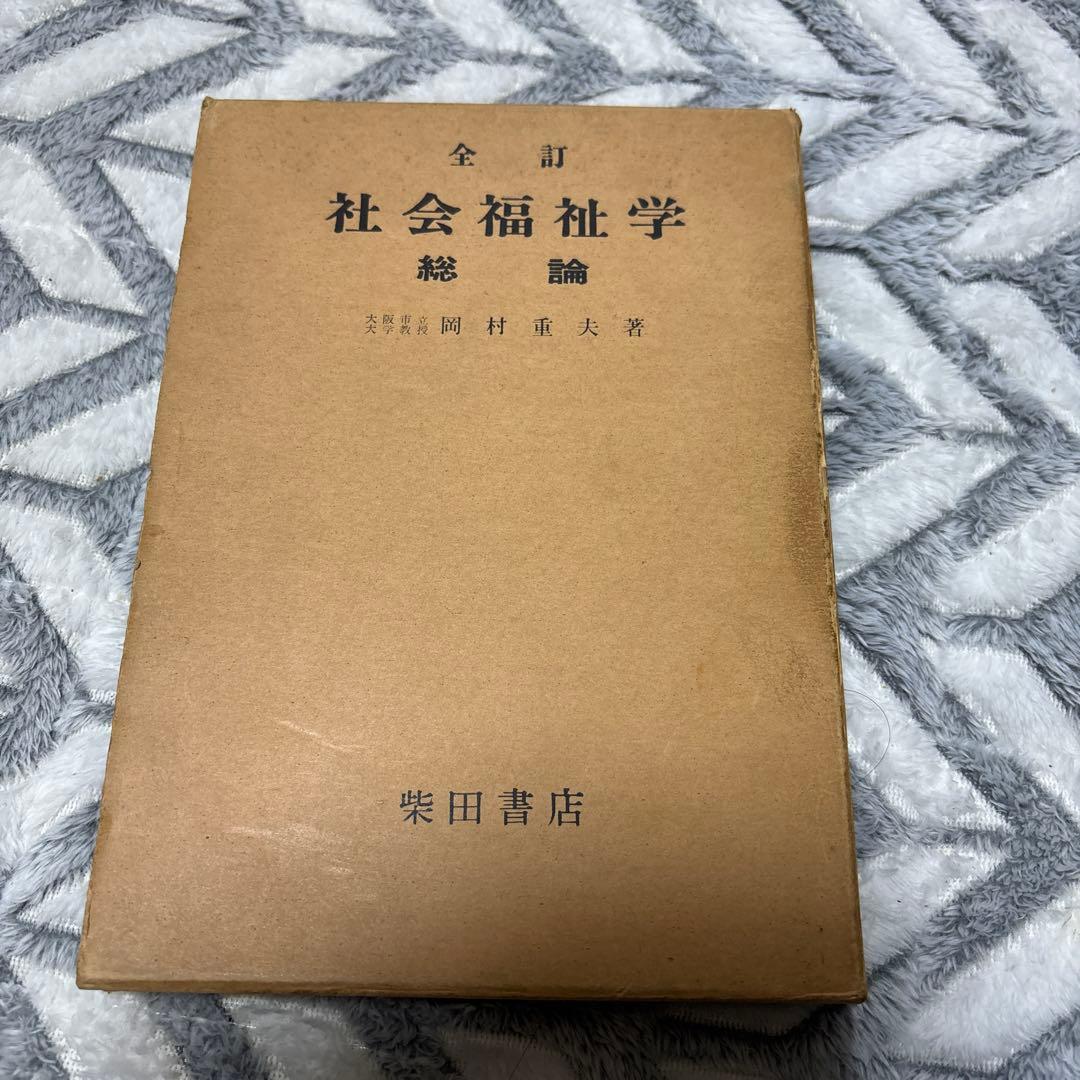 全訂
社会福祉学
総論
大阪市立
大学教授 岡村重夫著
柴田書店